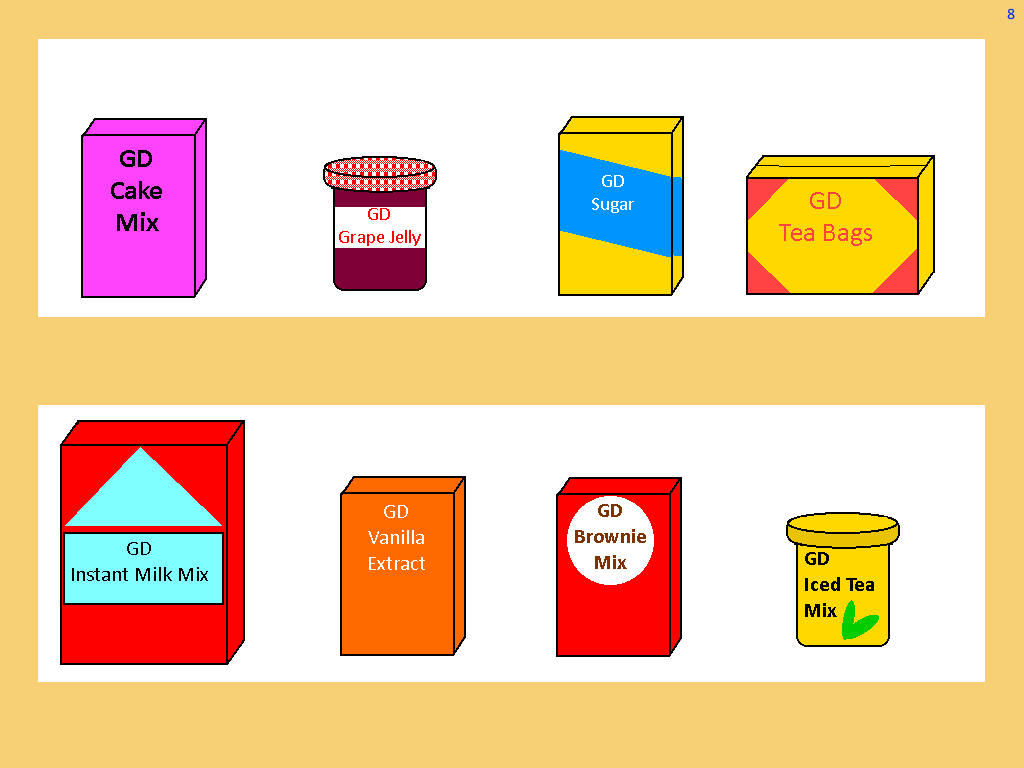 8
GD
Cake
Mix
GD
Grape Jelly
GD
Sugar
GD
Tea Bags
GD
Instant Milk Mix
GD
Vanilla
Extract
GD
Brownie
Mix
GD
Iced Tea
Mix